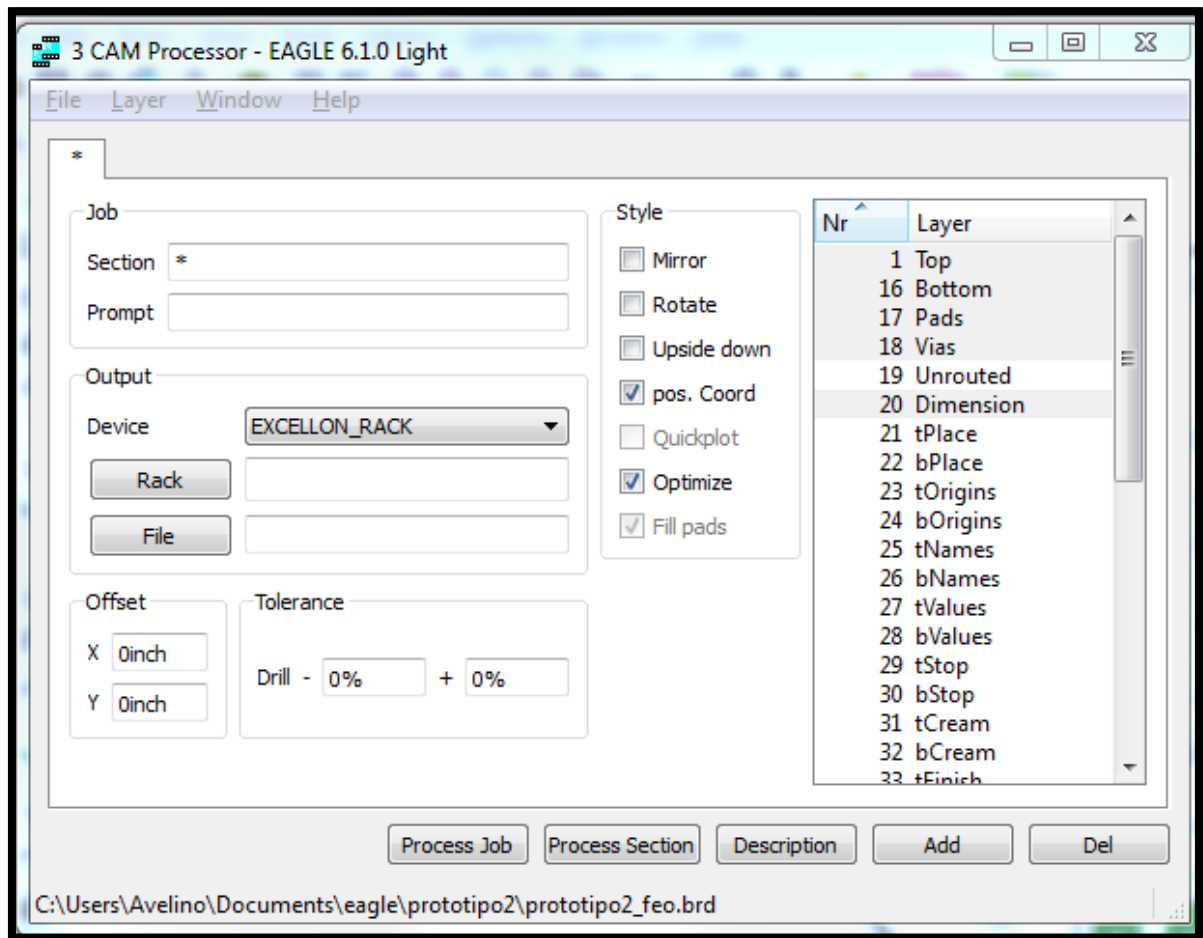 3 CAM Processor - EAGLE 6.1.0 Light
File Layer Window Help
*
Job
Section *
Prompt
Output
Device EXCELLON_RACK
Rack
File
Offset
X 0inch
Y 0inch
Tolerance
Drill - 0% + 0%
Style
Mirror
Rotate
Upside down
pos. Coord
Quickplot
Optimize
Fill pads
Nr Layer
1 Top
16 Bottom
17 Pads
18 Vias
19 Unrouted
20 Dimension
21 tPlace
22 bPlace
23 tOrigins
24 bOrigins
25 tNames
26 bNames
27 tValues
28 bValues
29 tStop
30 bStop
31 tCream
32 bCream
33 tFinish
Process Job Process Section Description Add Del
C:\Users\Avelino\Documents\eagle\prototipo2\prototipo2_feo.brd